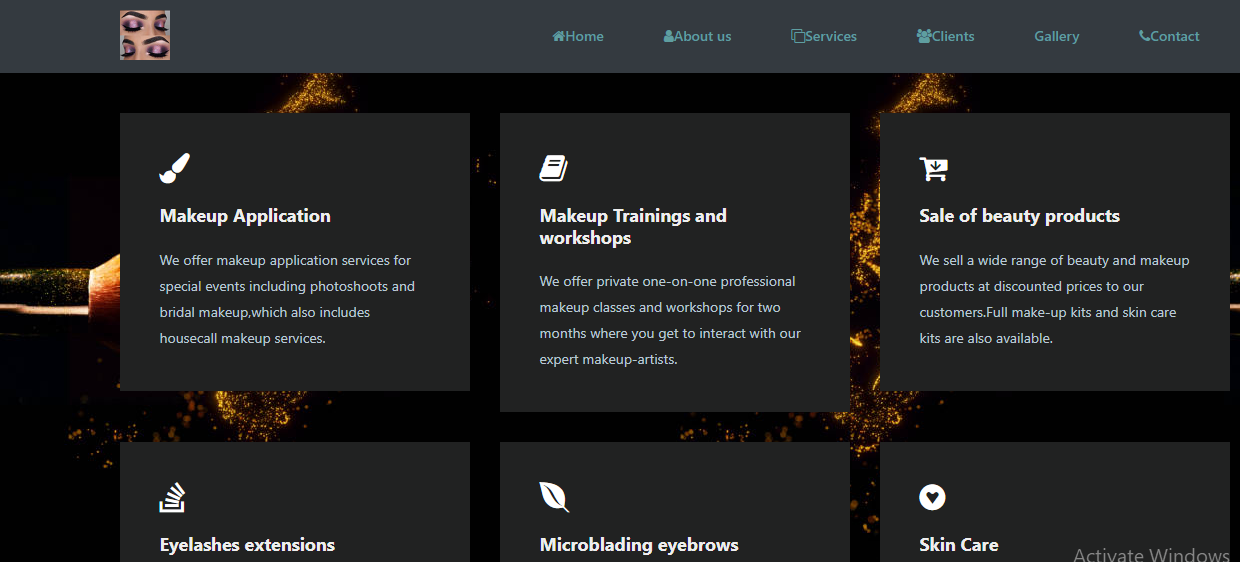 Home About us Services Clients Gallery Contact
Makeup Application
We offer makeup application services for
special events including photoshoots and
bridal makeup,which also includes
housecall makeup services.
Makeup Trainings and
workshops
We offer private one-on-one professional
makeup classes and workshops for two
months where you get to interact with our
expert makeup-artists.
Sale of beauty products
We sell a wide range of beauty and makeup
products at discounted prices to our
customers.Full make-up kits and skin care
kits are also available.
Eyelashes extensions
Microblading eyebrows
Skin Care
Activate Windows